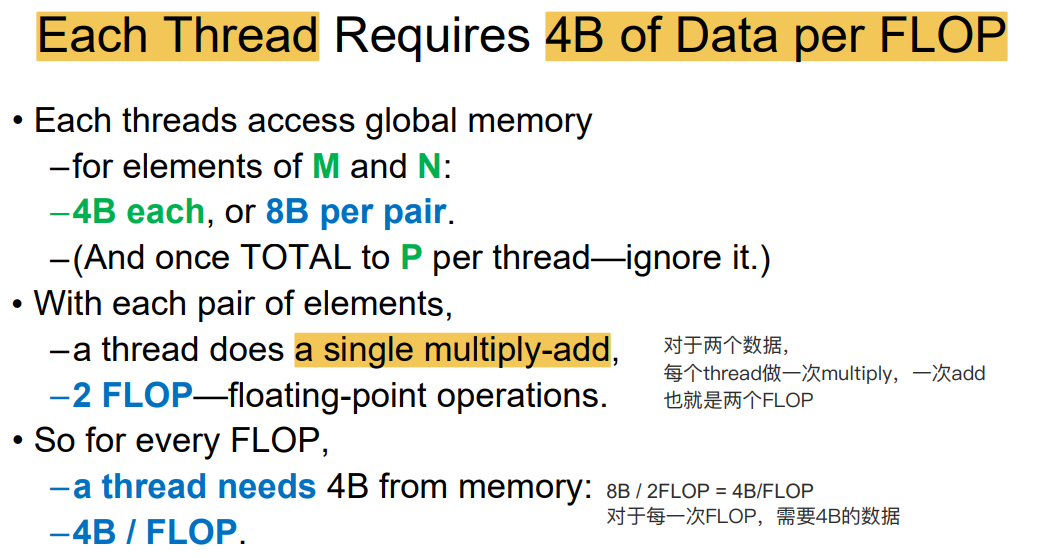 Each Thread Requires 4B of Data per FLOP
• Each threads access global memory
–for elements of M and N:
–4B each, or 8B per pair.
–(And once TOTAL to P per thread—ignore it.)
• With each pair of elements,
–a thread does a single multiply-add,
–2 FLOP—floating-point operations.
对于两个数据，
每个thread做一次multiply，一次add
也就是两个FLOP
• So for every FLOP,
–a thread needs 4B from memory:
–4B / FLOP.
8B / 2FLOP = 4B/FLOP
对于每一次FLOP，需要4B的数据